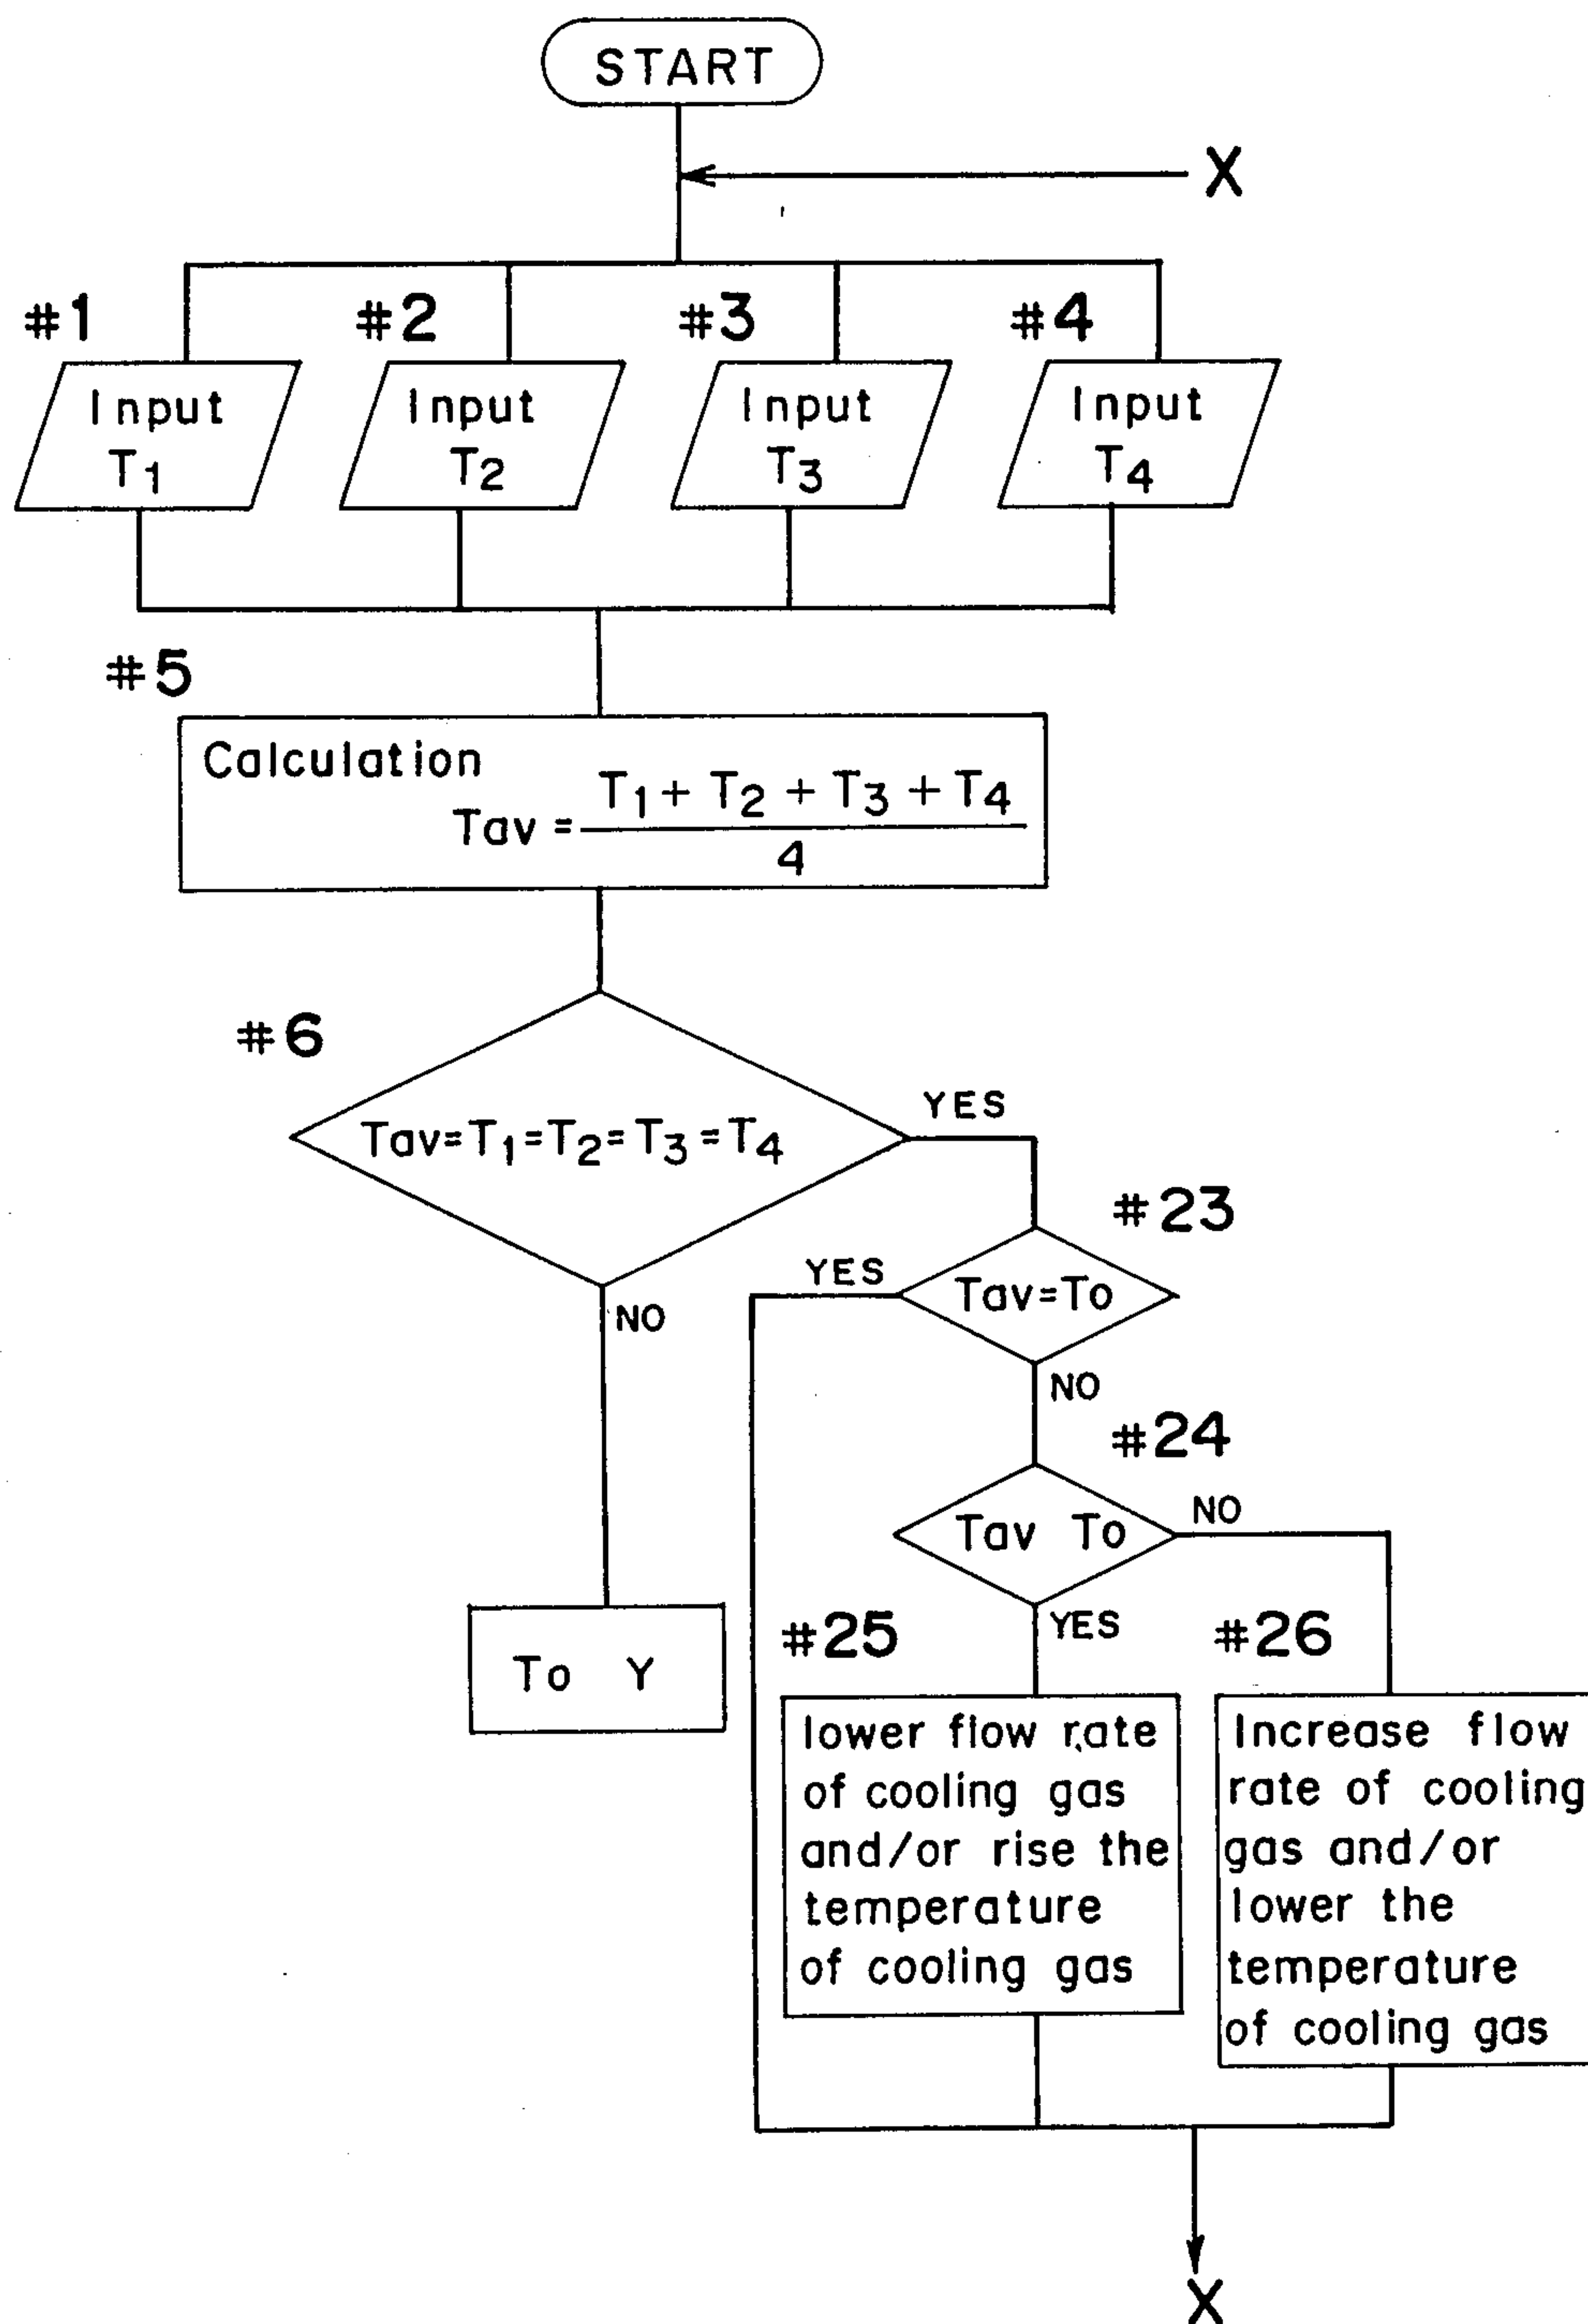 START
X
#1
#2
#3
#4
Input
T1
Input
T2
Input
T3
Input
T4
#5
Calculation
Tav = T1 + T2 + T3 + T4
4
#6
Tav=T1=T2=T3=T4
YES
NO
#23
Tav=To
YES
NO
#24
Tav To
NO
YES
To Y
#25
lower flow rate
of cooling gas
and/or rise the
temperature
of cooling gas
#26
Increase flow
rate of cooling
gas and/or
lower the
temperature
of cooling gas
X